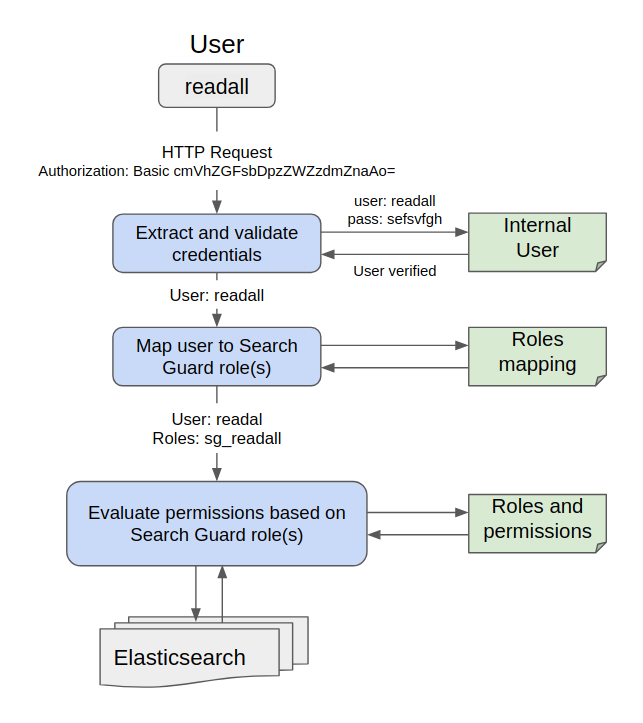 User
readall
HTTP Request
Authorization: Basic cmVhZGFsbDpzZWZzdmZnaAo=
user: readall
pass: sefsvfgh
Extract and validate
credentials
Internal
User
User verified
User: readall
Map user to Search
Guard role(s)
Roles
mapping
User: readal
Roles: sg_readall
Evaluate permissions based on
Search Guard role(s)
Roles and
permissions
Elasticsearch